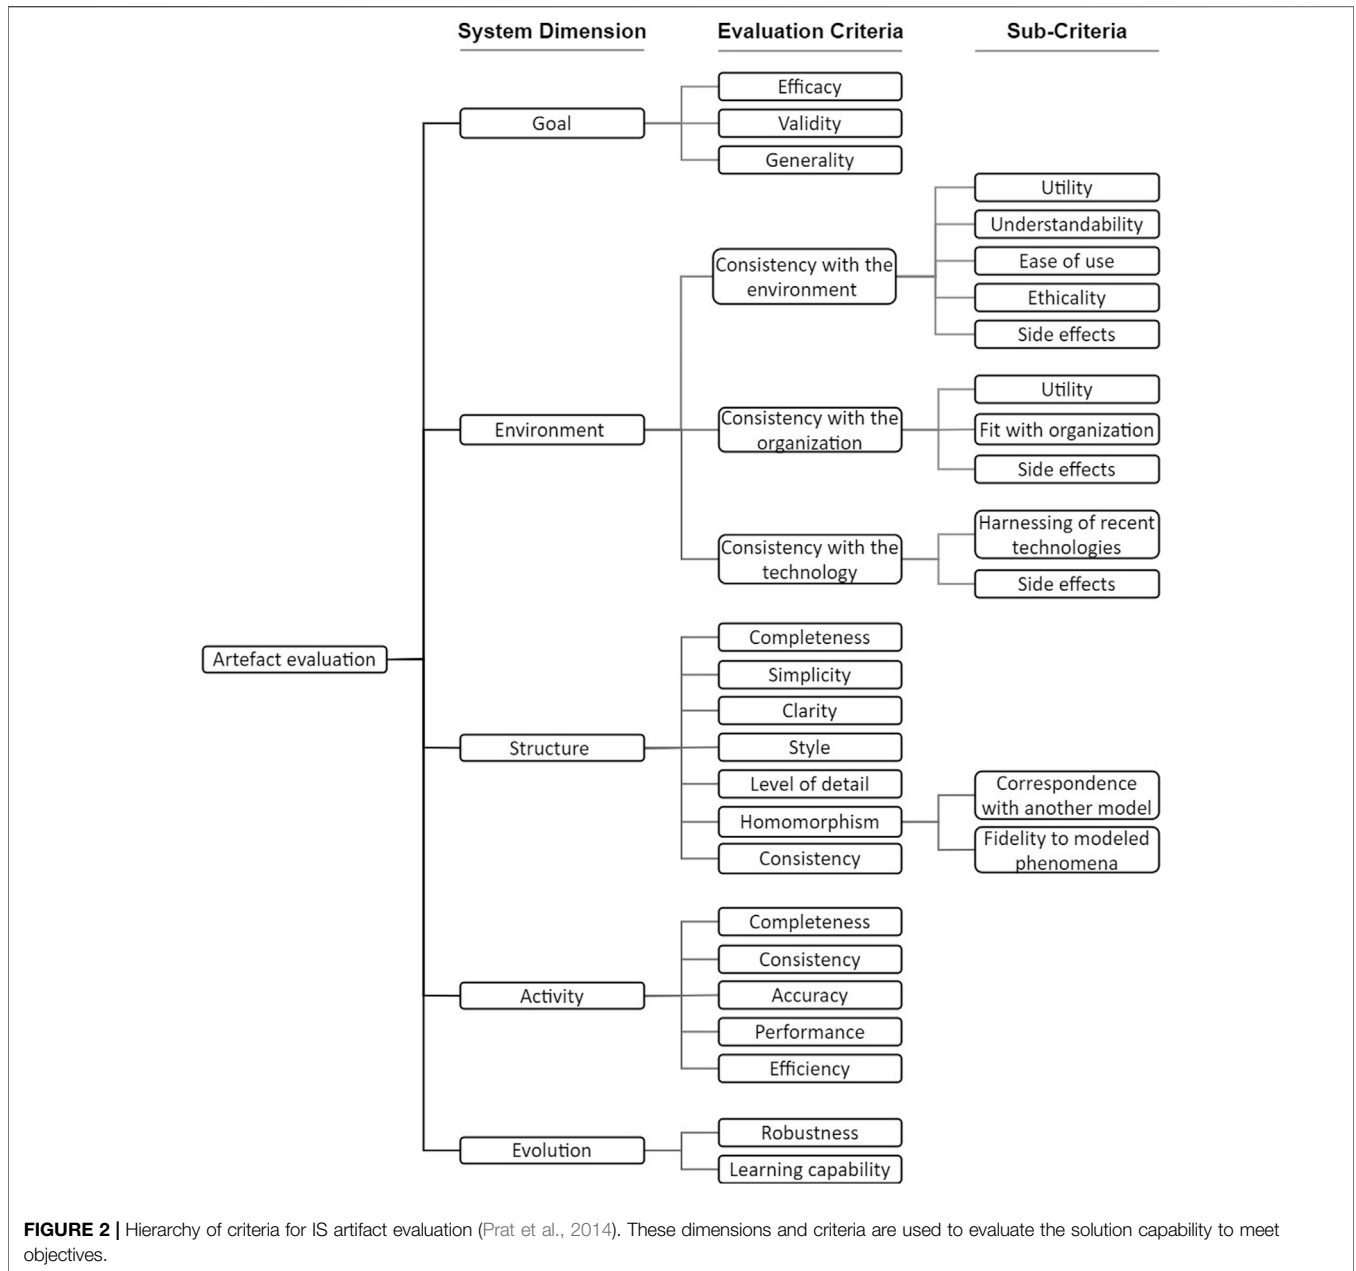 System Dimension
Evaluation Criteria
Sub-Criteria
Artefact evaluation
Goal
Efficacy
Validity
Generality
Environment
Consistency with the
environment
Utility
Understandability
Ease of use
Ethicality
Side effects
Consistency with the
organization
Utility
Fit with organization
Side effects
Consistency with the
technology
Harnessing of recent
technologies
Side effects
Structure
Completeness
Simplicity
Clarity
Style
Level of detail
Homomorphism
Correspondence
with another model
Fidelity to modeled
phenomena
Consistency
Activity
Completeness
Consistency
Accuracy
Performance
Efficiency
Evolution
Robustness
Learning capability
FIGURE 2 | Hierarchy of criteria for IS artifact evaluation (Prat et al., 2014). These dimensions and criteria are used to evaluate the solution capability to meet
objectives.